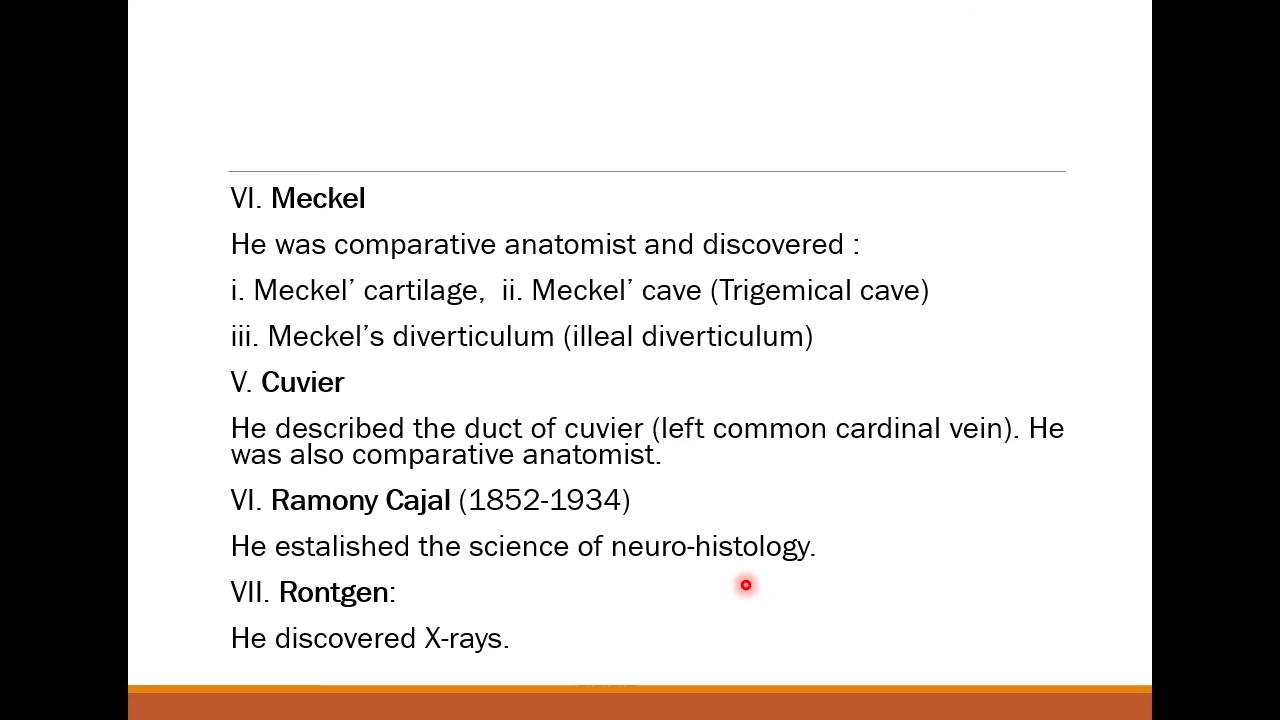 VI. Meckel
He was comparative anatomist and discovered :
i. Meckel’ cartilage,  ii. Meckel’ cave (Trigemical cave)
iii. Meckel’s diverticulum (illeal diverticulum)
V. Cuvier
He described the duct of cuvier (left common cardinal vein). He
was also comparative anatomist.
VI. Ramony Cajal (1852-1934)
He estalished the science of neuro-histology.
VII. Rontgen:
He discovered X-rays.